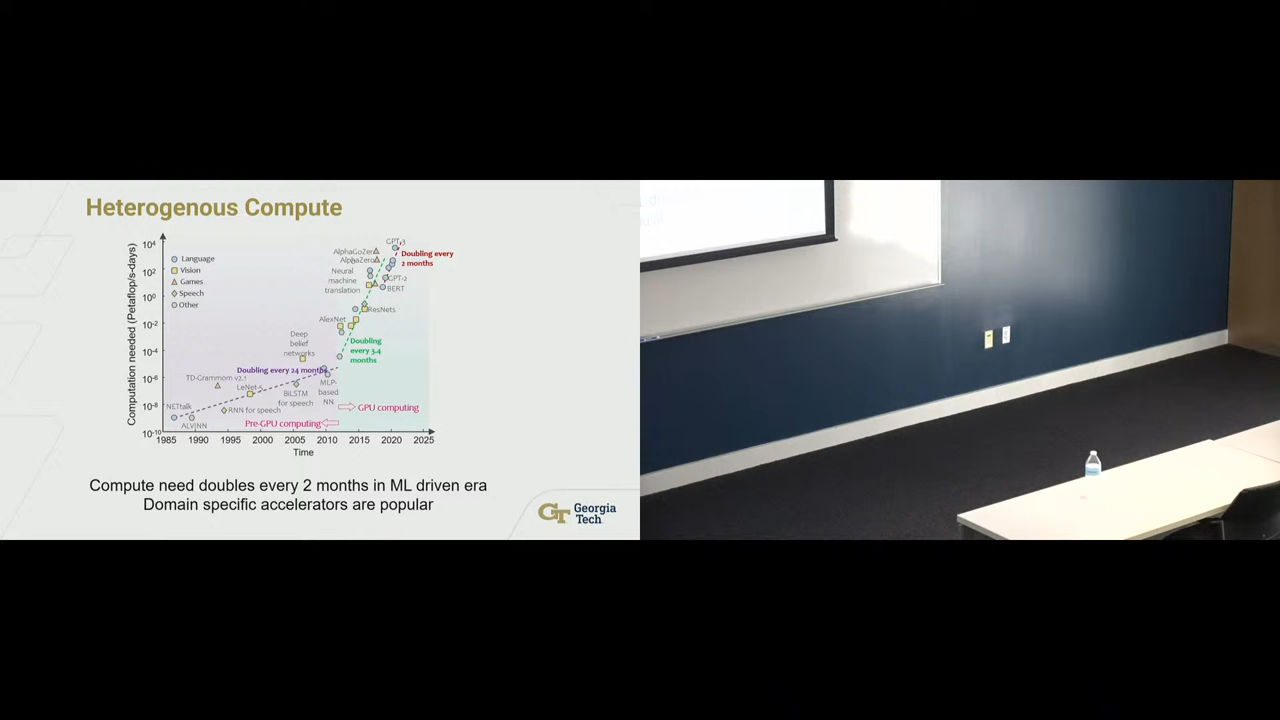 Heterogenous Compute
Computation needed (Petaflop/s-days)
10⁴
10²
10⁰
10⁻²
10⁻⁴
10⁻⁶
10⁻⁸
10⁻¹⁰
Language
Vision
Games
Speech
Other
GPT-3
AlphaGoZero
AlphaZero
Doubling every
2 months
Neural
machine
translation
GPT-2
BERT
ResNets
AlexNet
Deep
belief
networks
Doubling
every 3.4
months
Doubling every 24 months
TD-Grammom v2.1
LeNet-5
BiLSTM
for speech
MLP-
based
NN
NETtalk
RNN for speech
ALVINN
GPU computing
Pre-GPU computing
1985 1990 1995 2000 2005 2010 2015 2020 2025
Time
Compute need doubles every 2 months in ML driven era
Domain specific accelerators are popular
GT Georgia
Tech